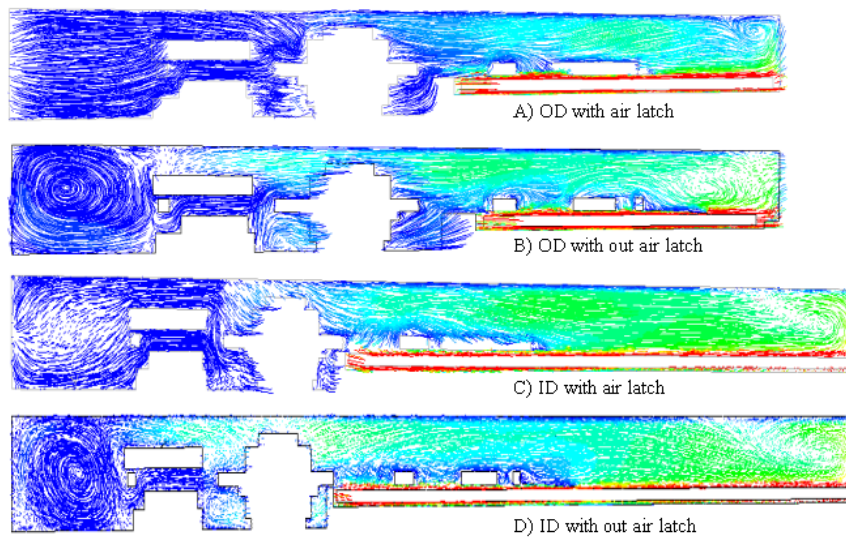 A) OD with air latch
B) OD with out air latch
C) ID with air latch
D) ID with out air latch